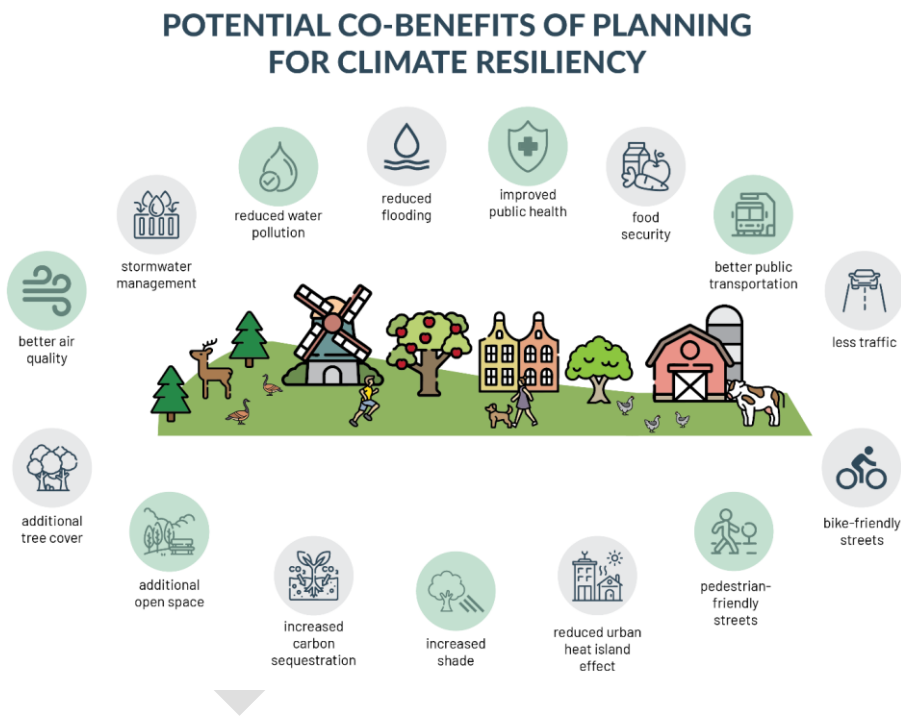 POTENTIAL CO-BENEFITS OF PLANNING
FOR CLIMATE RESILIENCY
better air
quality
stormwater
management
reduced water
pollution
reduced
flooding
improved
public health
food
security
better public
transportation
less traffic
additional
tree cover
additional
open space
CO₂ CO₂
increased
carbon
sequestration
increased
shade
reduced urban
heat island
effect
pedestrian-
friendly
streets
bike-friendly
streets